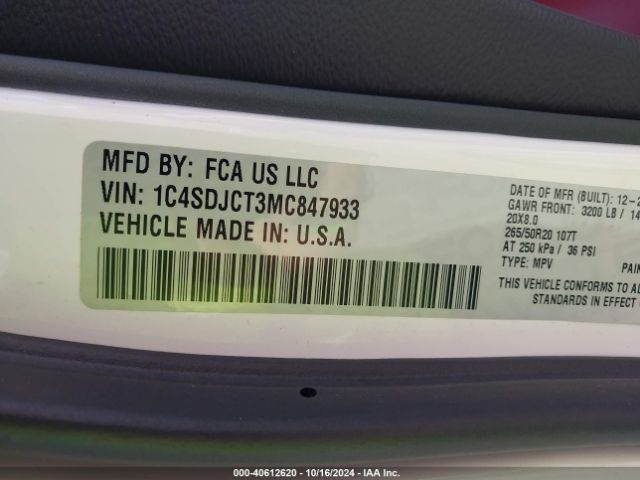 MFD BY: FCA US LLC
VIN: 1C4SDJCT3MC847933
VEHICLE MADE IN: U.S.A.
DATE OF MFR (BUILT): 12-2
GAWR FRONT: 3200 LB / 14
20X8.0
265/50R20 107T
AT 250 kPa / 36 PSI
TYPE: MPV PAIN
THIS VEHICLE CONFORMS TO AL
STANDARDS IN EFFECT
000-40612620 - 10/16/2024 - IAA Inc.